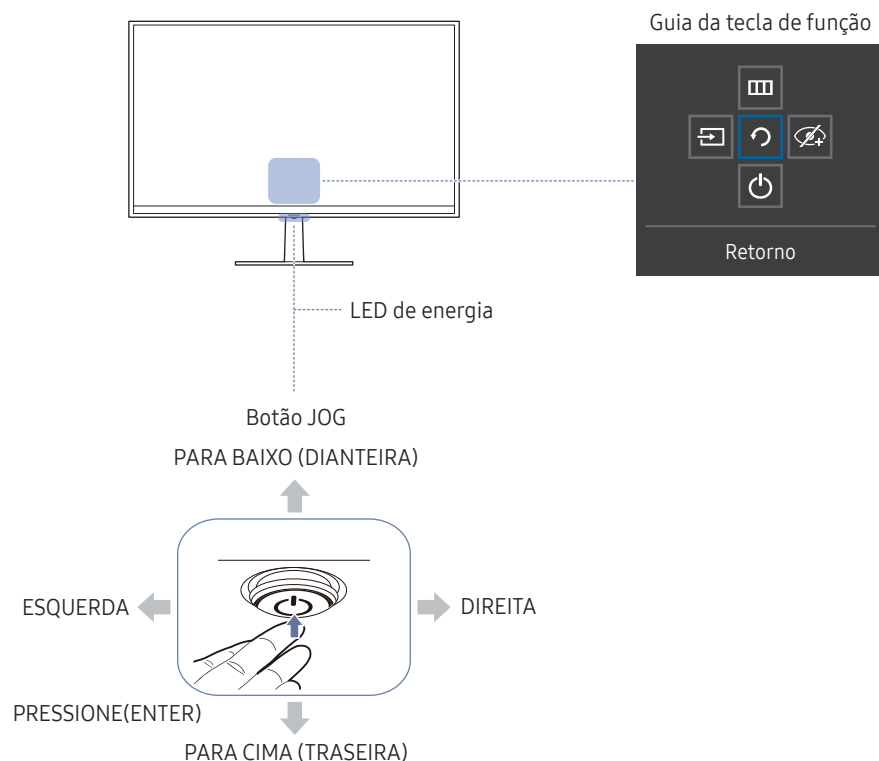 Guia da tecla de função
Retorno
LED de energia
Botão JOG
PARA BAIXO (DIANTEIRA)
ESQUERDA
DIREITA
PRESSIONE(ENTER)
PARA CIMA (TRASEIRA)